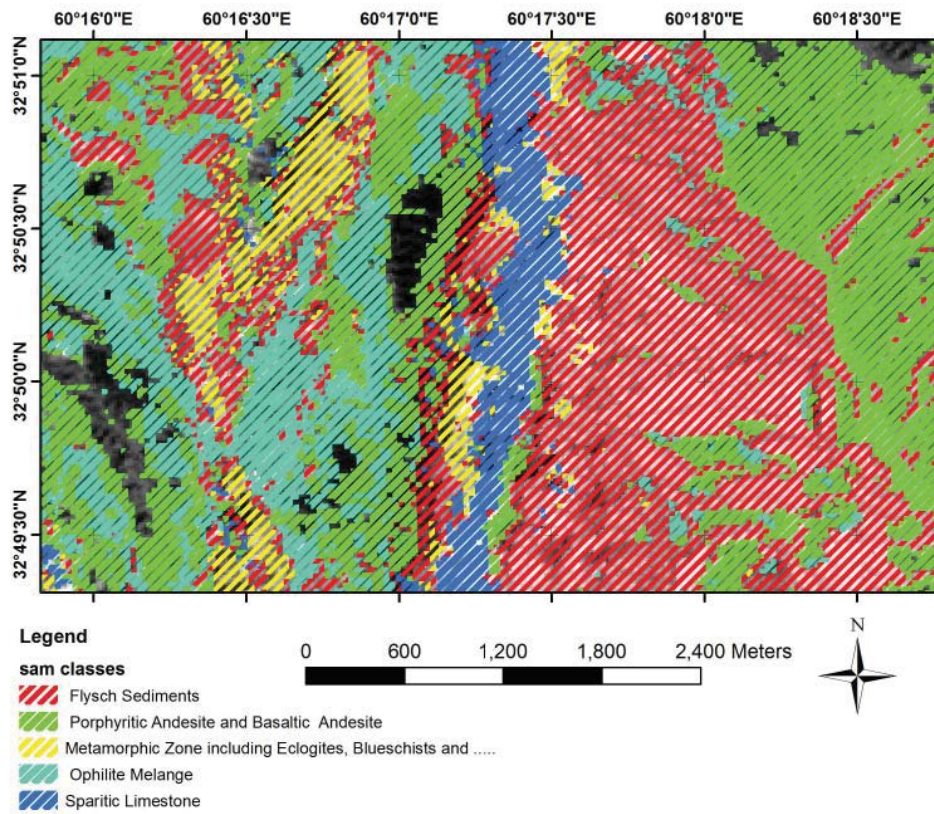 60°16'0"E 60°16'30"E 60°17'0"E 60°17'30"E 60°18'0"E 60°18'30"E
32°51'0"N
32°50'30"N
32°50'0"N
32°49'30"N
Legend
sam classes
Flysch Sediments
Porphyritic Andesite and Basaltic Andesite
Metamorphic Zone including Eclogites, Blueschists and .....
Ophilite Melange
Sparitic Limestone
0 600 1,200 1,800 2,400 Meters
N